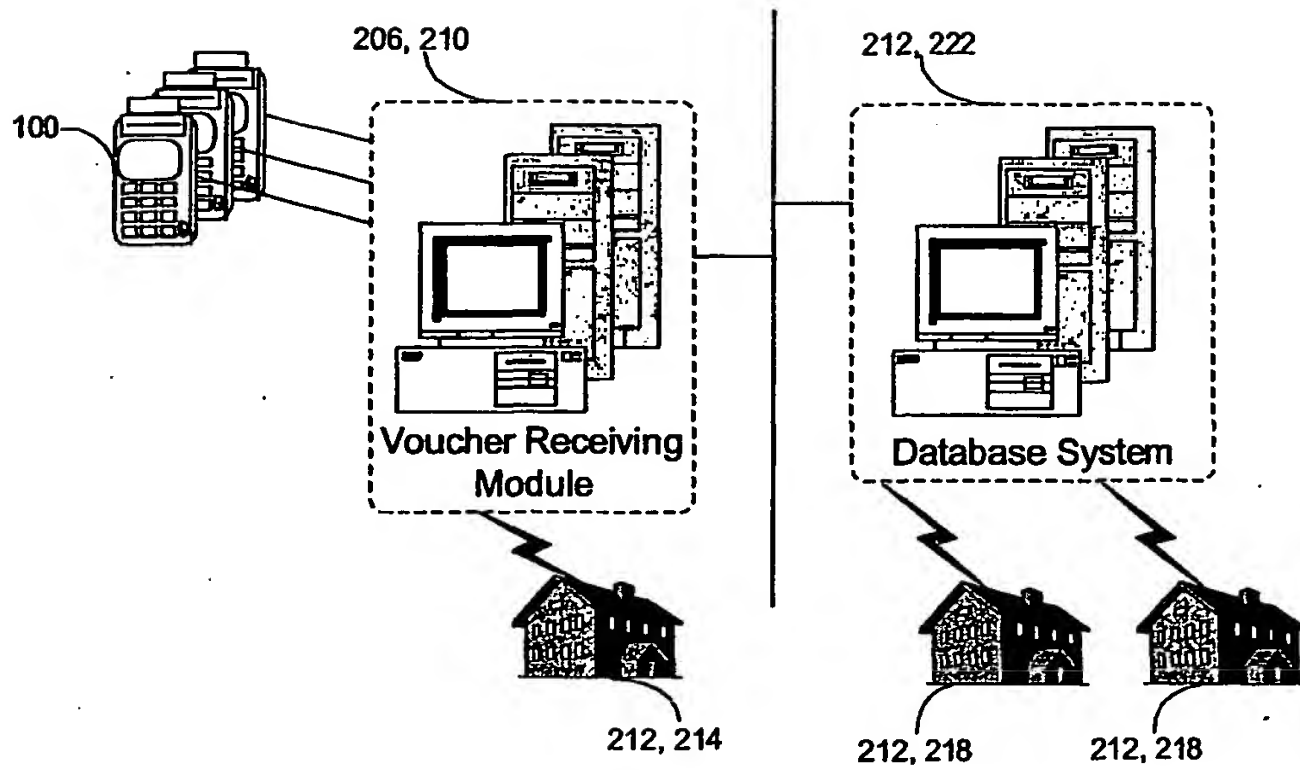 206, 210
212, 222
100
Voucher Receiving
Module
Database System
212, 214
212, 218
212, 218